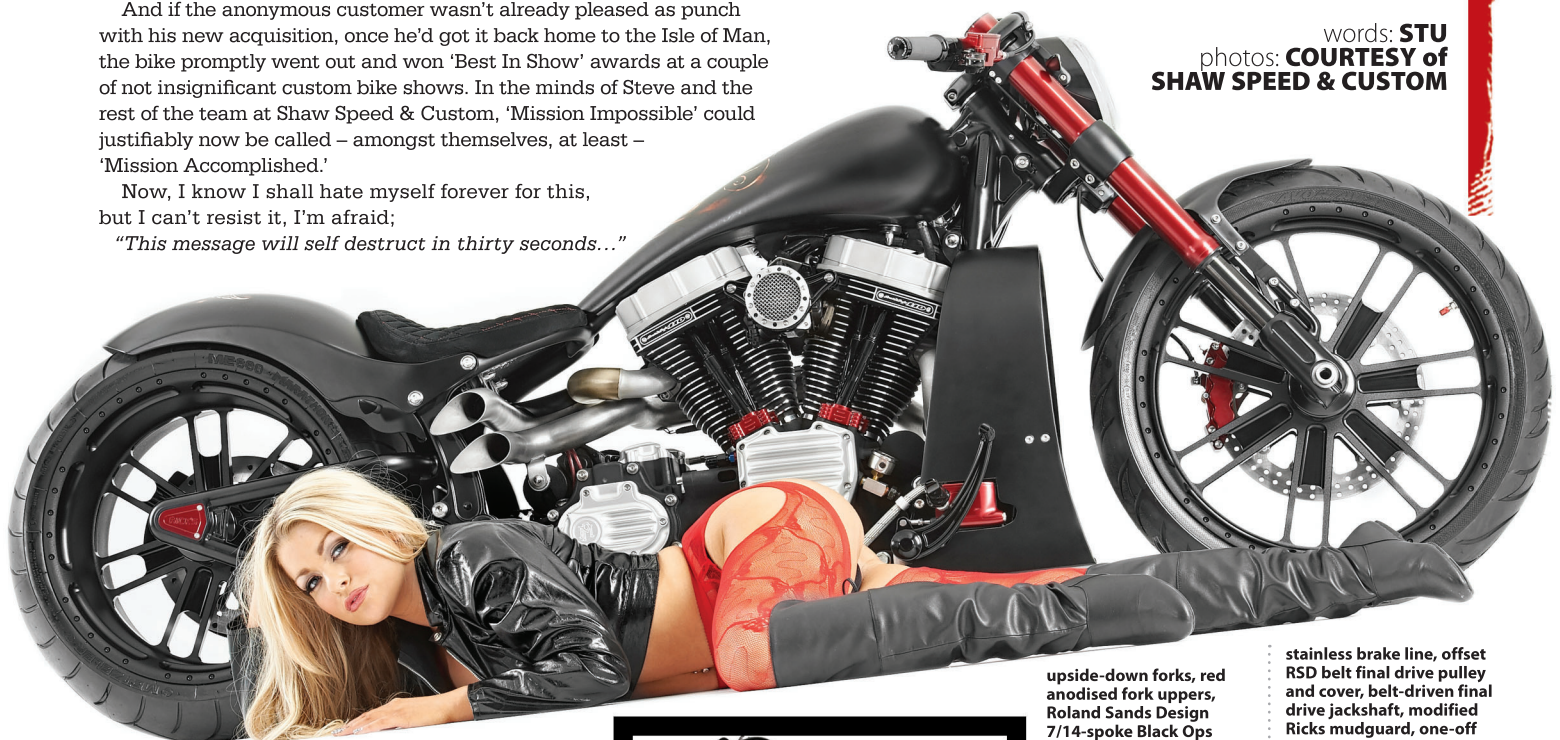 And if the anonymous customer wasn’t already pleased as punch
with his new acquisition, once he’d got it back home to the Isle of Man,
the bike promptly went out and won ‘Best In Show’ awards at a couple
of not insignificant custom bike shows. In the minds of Steve and the
rest of the team at Shaw Speed & Custom, ‘Mission Impossible’ could
justifiably now be called – amongst themselves, at least –
‘Mission Accomplished.’
Now, I know I shall hate myself forever for this,
but I can’t resist it, I’m afraid;
“This message will self destruct in thirty seconds…”
words: STU
photos: COURTESY of
SHAW SPEED & CUSTOM
upside-down forks, red
anodised fork uppers,
Roland Sands Design
7/14-spoke Black Ops
stainless brake line, offset
RSD belt final drive pulley
and cover, belt-driven final
drive jackshaft, modified
Ricks mudguard, one-off